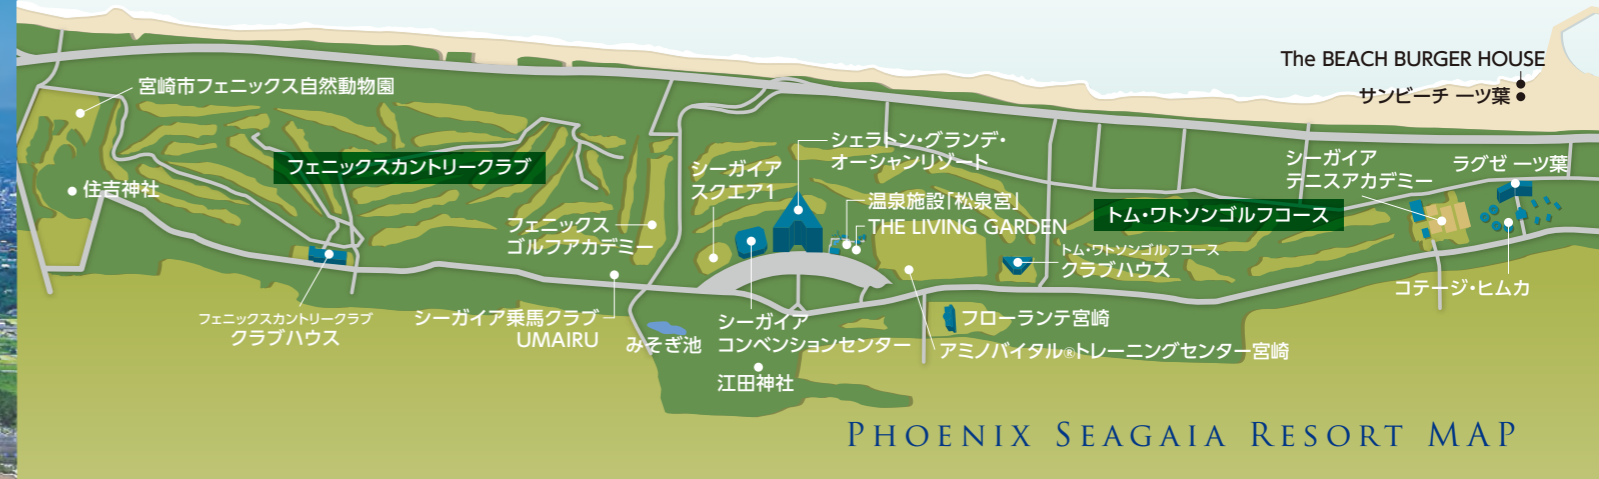 The BEACH BURGER HOUSE
サンビーチ 一ツ葉
宮崎市フェニックス自然動物園
フェニックスカントリークラブ
住吉神社
シェラトン・グランデ・
オーシャンリゾート
シーガイア
スクエア1
温泉施設「松泉宮」
THE LIVING GARDEN
シーガイア
テニスアカデミー
ラグゼ 一ツ葉
トム・ワトソンゴルフコース
フェニックス
ゴルフアカデミー
トム・ワトソンゴルフコース
クラブハウス
コテージ・ヒムカ
フェニックスカントリークラブ
クラブハウス
シーガイア乗馬クラブ
UMAIRU
みそぎ池
シーガイア
コンベンションセンター
フローランテ宮崎
アミノバイタル®トレーニングセンター宮崎
江田神社
PHOENIX SEAGAIA RESORT MAP